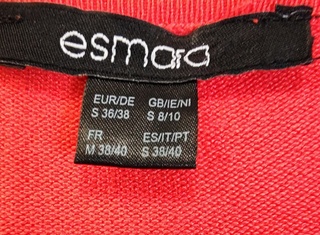 esmara
EUR/DE GB/IE/NI
S 36/38 S 8/10
FR ES/IT/PT
M 38/40 S 38/40